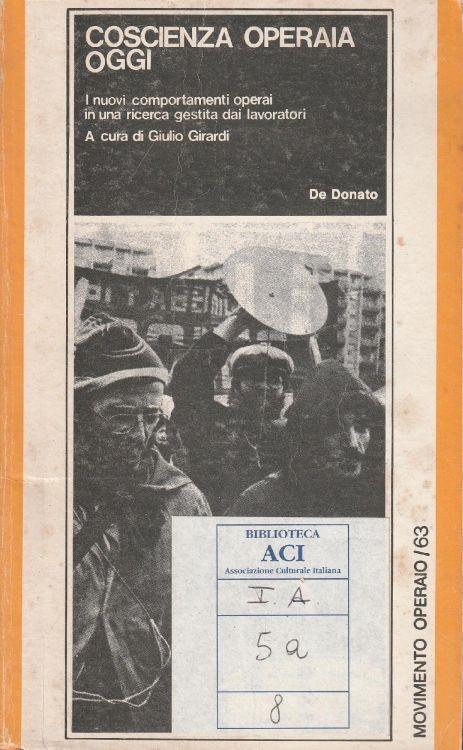 COSCIENZA OPERAIA
OGGI
I nuovi comportamenti operai
in una ricerca gestita dai lavoratori
A cura di Giulio Girardi
De Donato
BIBLIOTECA
ACI
Associazione Culturale Italiana
I. A.
5a
8
MOVIMENTO OPERAIO/63